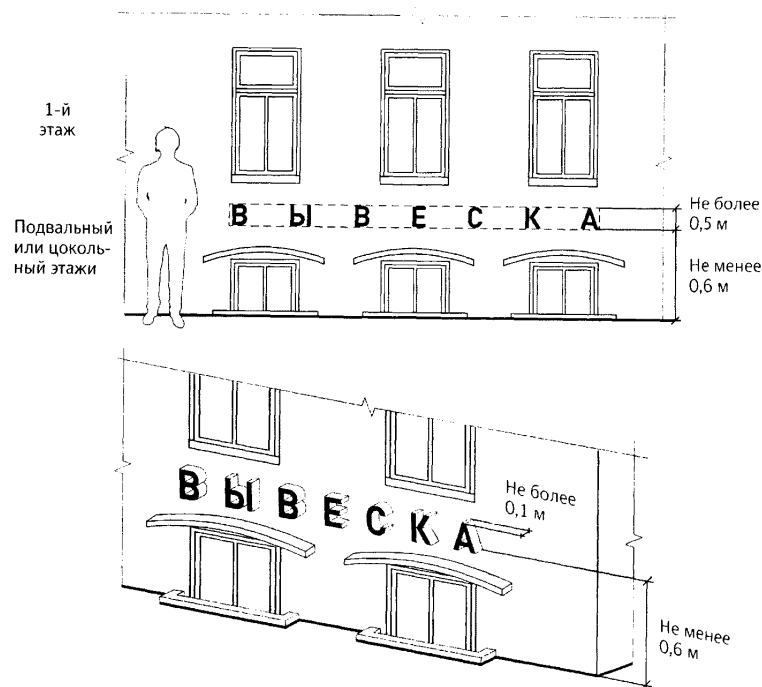 1-й
этаж
Подвальный
или цоколь-
ный этажи
ВЫВЕСКА
Не более
0,5 м
Не менее
0,6 м
ВЫВЕСКА
Не более
0,1 м
Не менее
0,6 м